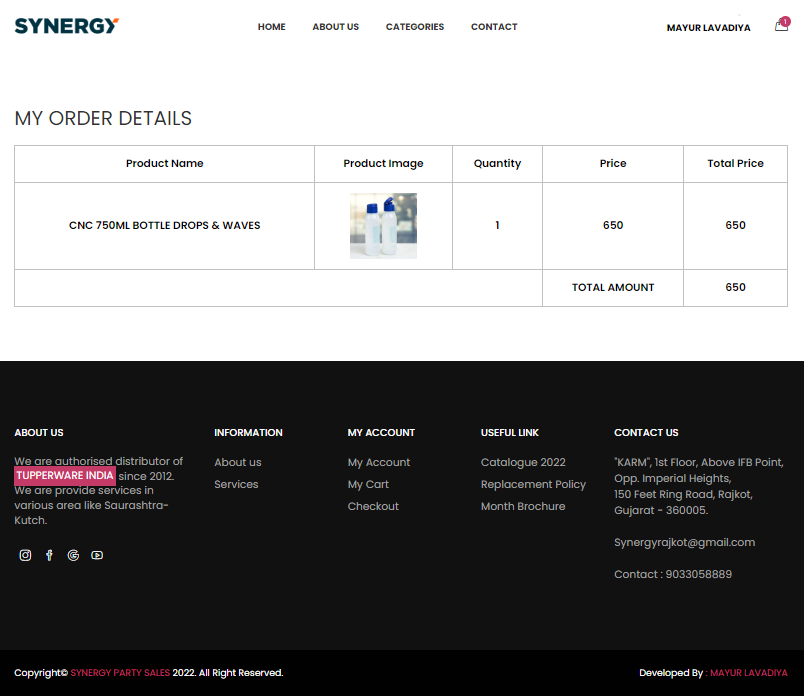 SYNERGY
HOME ABOUT US CATEGORIES CONTACT
MAYUR LAVADIYA 1
MY ORDER DETAILS
Product Name Product Image Quantity Price Total Price
CNC 750ML BOTTLE DROPS & WAVES 1 650 650
TOTAL AMOUNT 650
ABOUT US
We are authorised distributor of
TUPPERWARE INDIA since 2012.
We are provide services in
various area like Saurashtra-
Kutch.
INFORMATION
About us
Services
MY ACCOUNT
My Account
My Cart
Checkout
USEFUL LINK
Catalogue 2022
Replacement Policy
Month Brochure
CONTACT US
"KARM", 1st Floor, Above IFB Point,
Opp. Imperial Heights,
150 Feet Ring Road, Rajkot,
Gujarat - 360005.
Synergyrajkot@gmail.com
Contact : 9033058889
Copyright© SYNERGY PARTY SALES 2022. All Right Reserved.
Developed By : MAYUR LAVADIYA